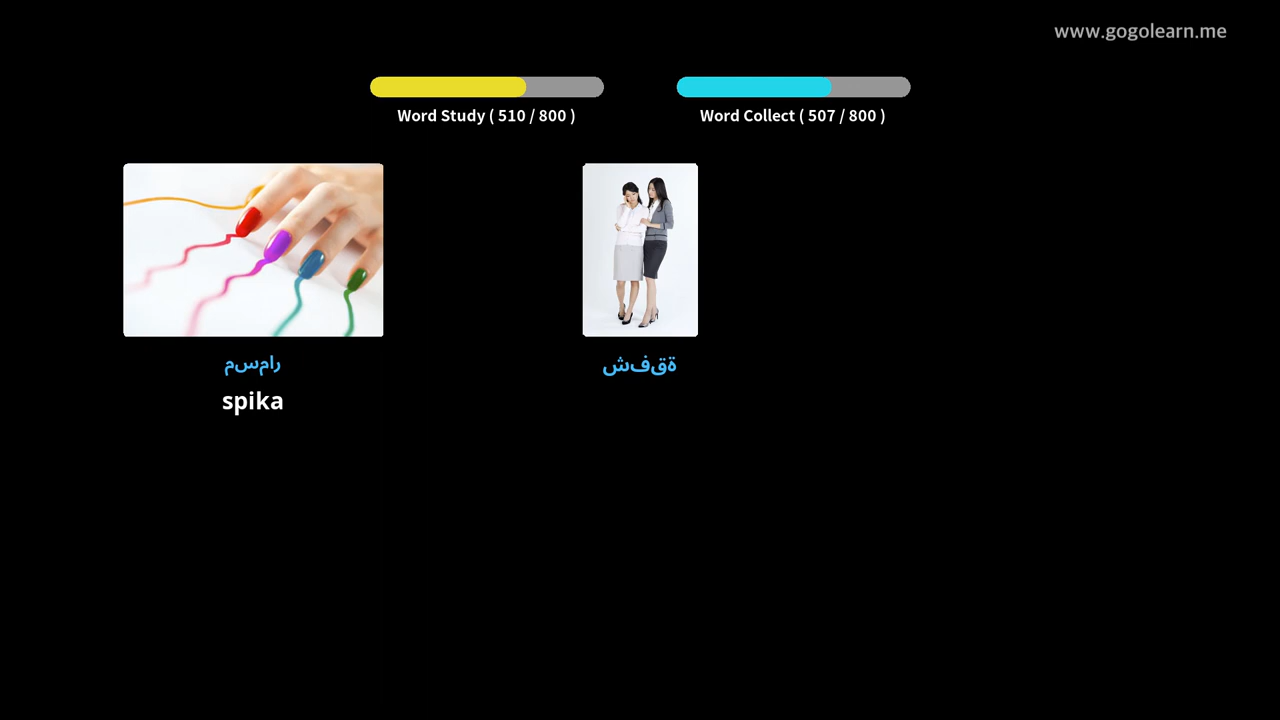 www.gogolearn.me
Word Study ( 510 / 800 )
Word Collect ( 507 / 800 )
رامسم
ةقفش
spika